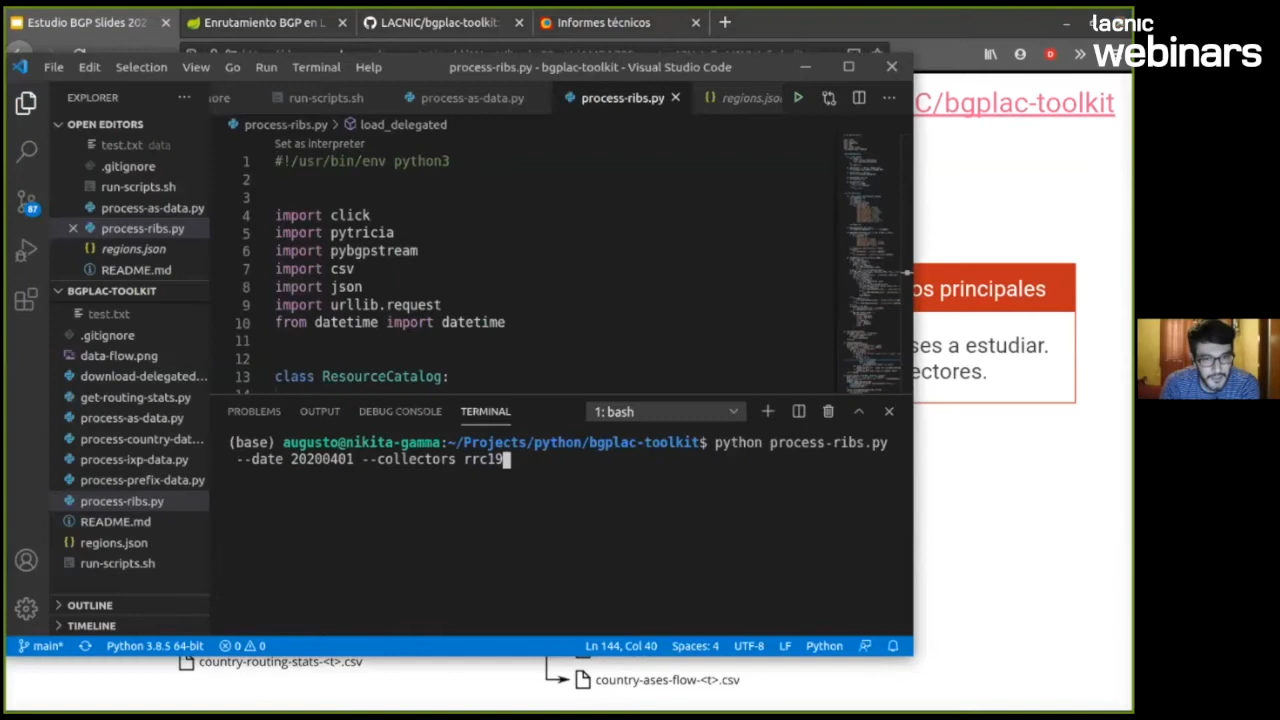 Estudio BGP Slides 202
Enrutamiento BGP en L
LACNIC/bgplac-toolkit:
Informes técnicos
lacnic
webinars
File Edit Selection View Go Run Terminal Help
process-ribs.py - bgplac-toolkit - Visual Studio Code
C/bgplac-toolkit
EXPLORER
ore
run-scripts.sh
process-as-data.py
process-ribs.py
regions.jso
OPEN EDITORS
test.txt data
.gitignore
run-scripts.sh
process-as-data.py
process-ribs.py
regions.json
README.md
BGPLAC-TOOLKIT
test.txt
.gitignore
data-flow.png
download-delegated...
get-routing-stats.py
process-as-data.py
process-country-dat...
process-ixp-data.py
process-prefix-data.py
process-ribs.py
README.md
regions.json
run-scripts.sh
OUTLINE
TIMELINE
87
process-ribs.py > load_delegated
Set as interpreter
1 #!/usr/bin/env python3
2
3
4 import click
5 import pytricia
6 import pybgpstream
7 import csv
8 import json
9 import urllib.request
10 from datetime import datetime
11
12
13 class ResourceCatalog:
PROBLEMS OUTPUT DEBUG CONSOLE TERMINAL
1: bash
(base) augusto@nikita-gamma:~/Projects/python/bgplac-toolkit$ python process-ribs.py
--date 20200401 --collectors rrc19
os principales
ses a estudiar.
ectores.
main* Python 3.8.5 64-bit 0 0
Ln 144, Col 40 Spaces: 4 UTF-8 LF Python
country-routing-stats-<t>.csv
country-ases-flow-<t>.csv